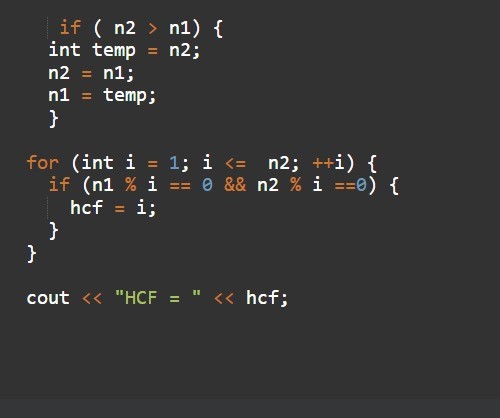 if ( n2 > n1) {
int temp = n2;
n2 = n1;
n1 = temp;
}
for (int i = 1; i <=  n2; ++i) {
if (n1 % i == 0 && n2 % i ==0) {
hcf = i;
}
}
cout << "HCF = " << hcf;